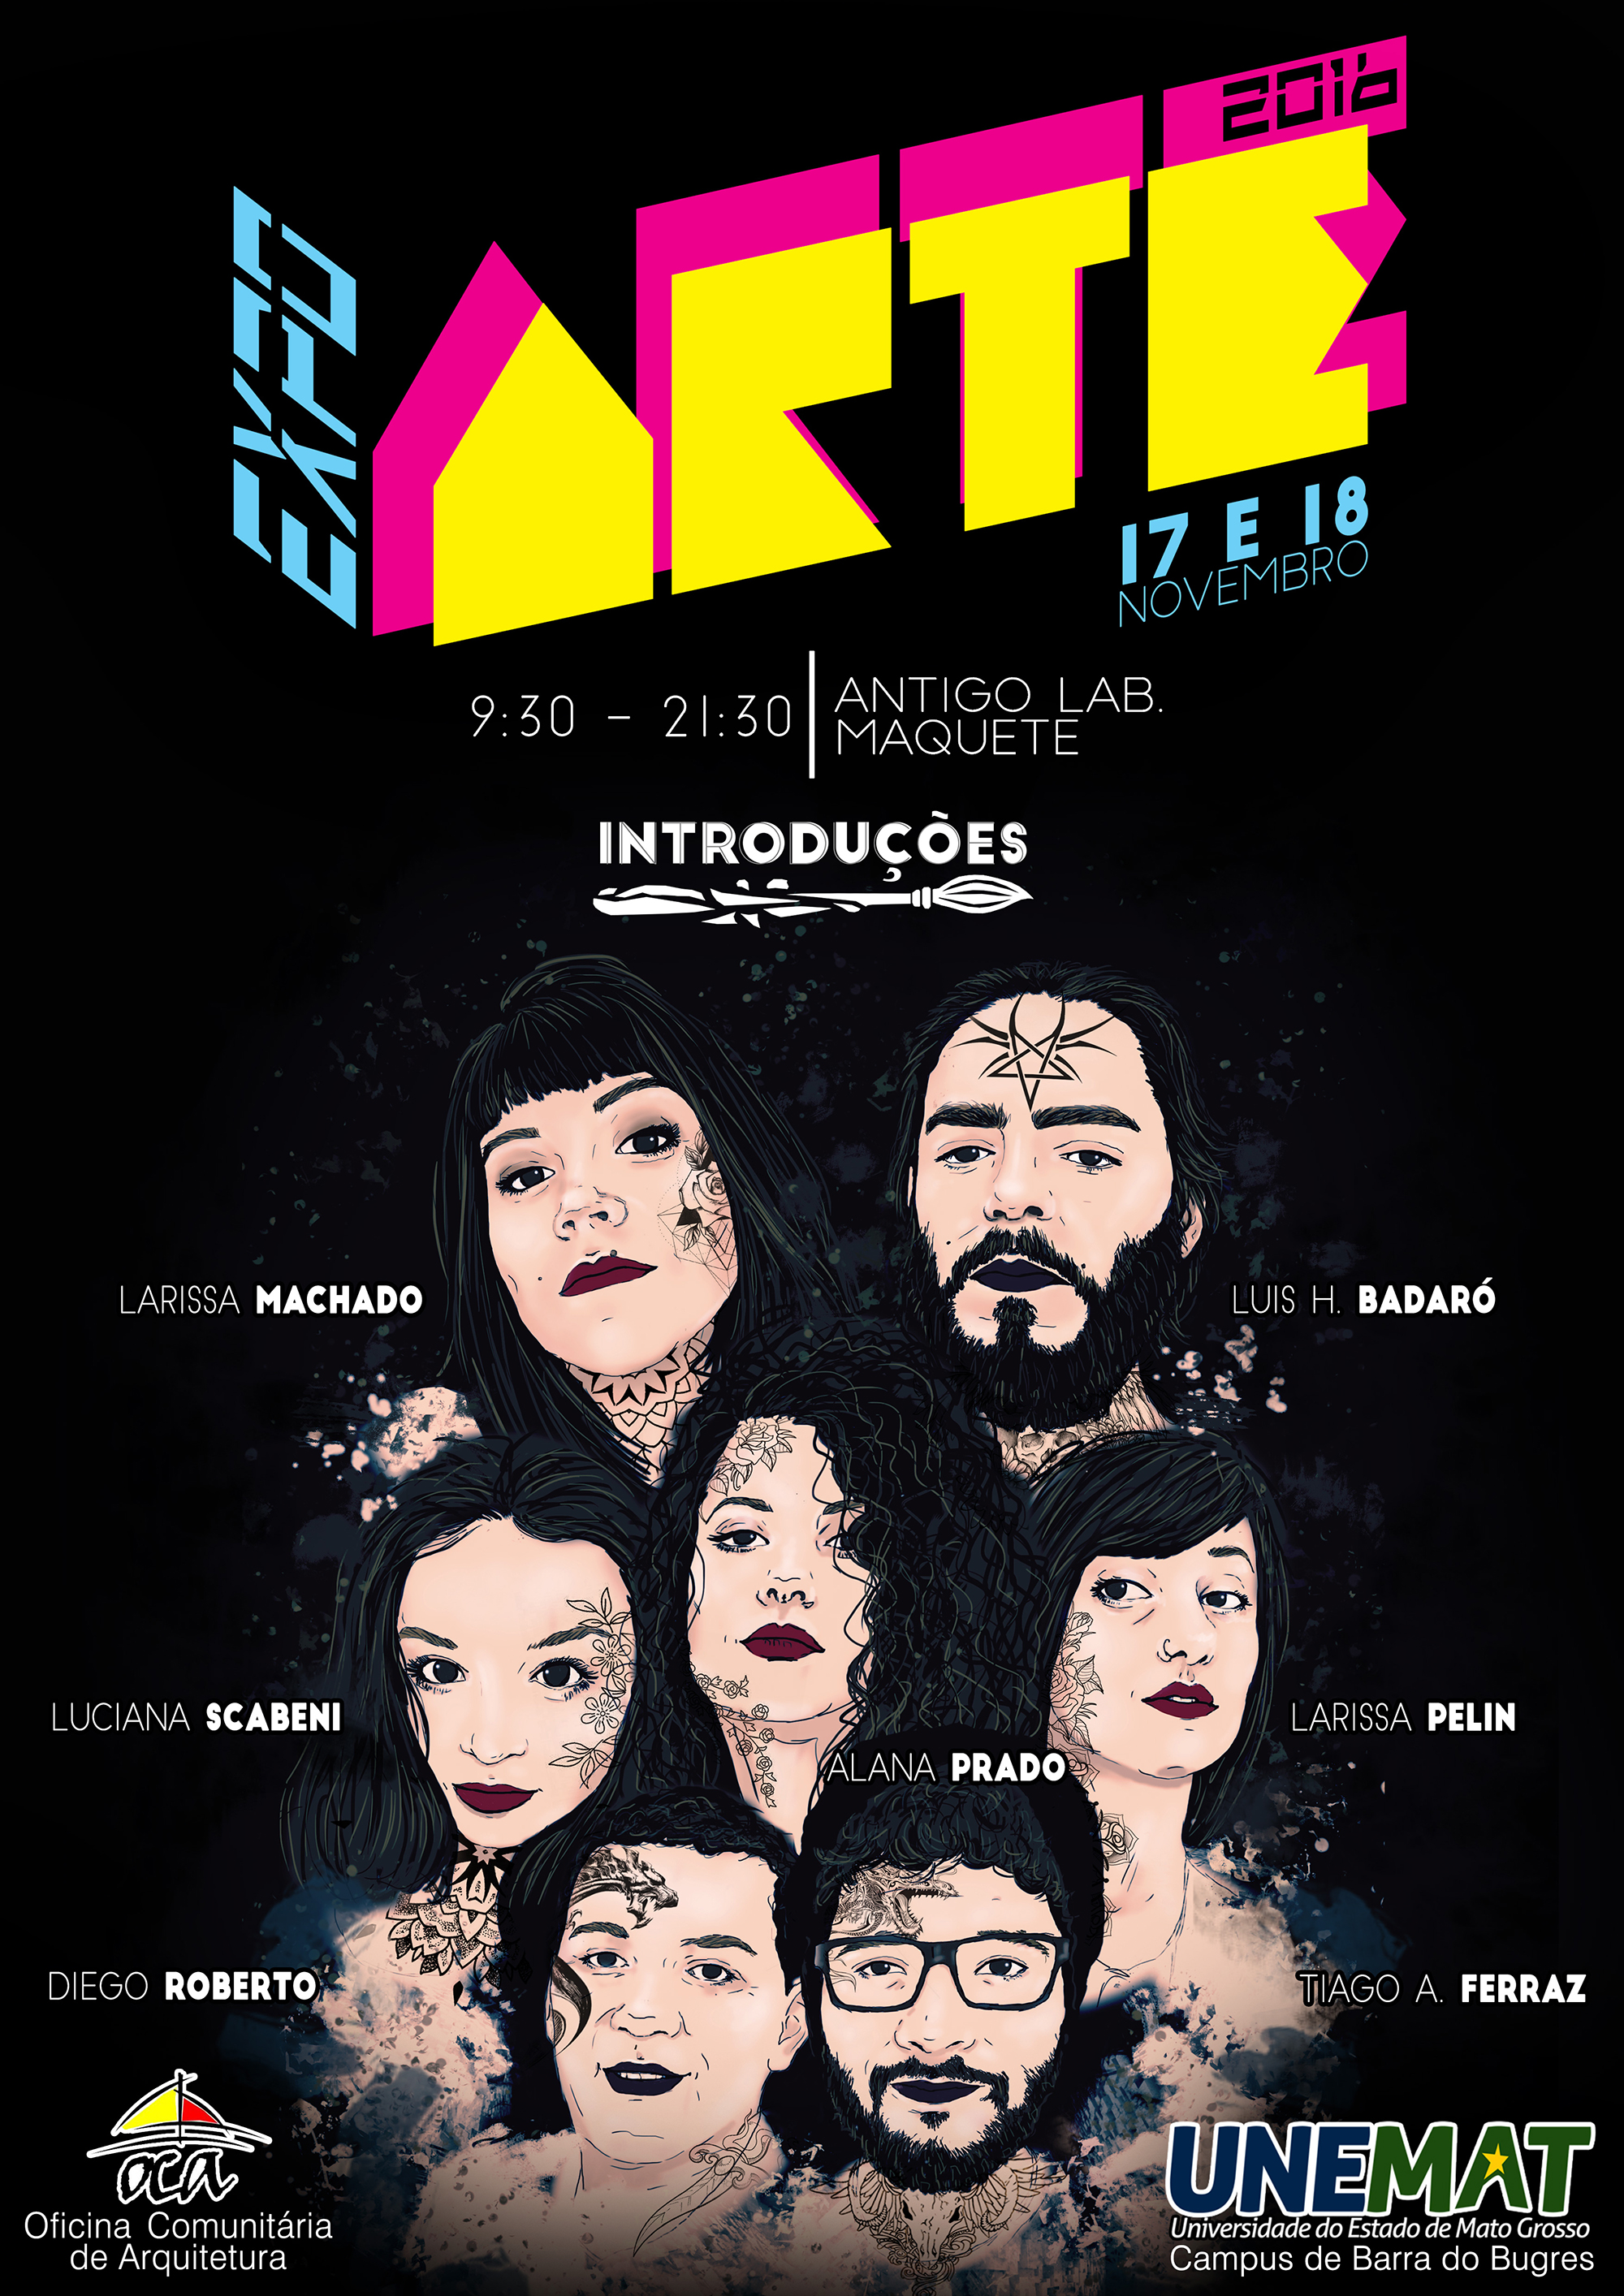 EXPO
ARTE
2016
17 E 18
NOVEMBRO
9:30 - 21:30
ANTIGO LAB.
MAQUETE
INTRODUÇÕES
LARISSA MACHADO
LUIS H. BADARÓ
LUCIANA SCABENI
LARISSA PELIN
ALANA PRADO
DIEGO ROBERTO
TIAGO A. FERRAZ
oca
Oficina Comunitária
de Arquitetura
UNEMAT
Universidade do Estado de Mato Grosso
Campus de Barra do Bugres